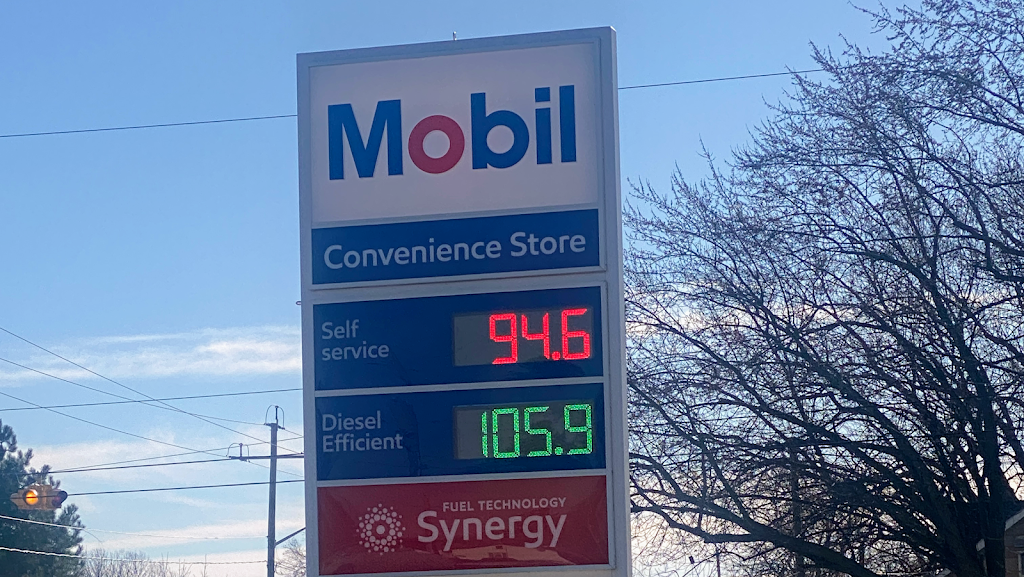 Mobil
Convenience Store
Self
service
94.6
Diesel
Efficient
105.9
FUEL TECHNOLOGY
Synergy